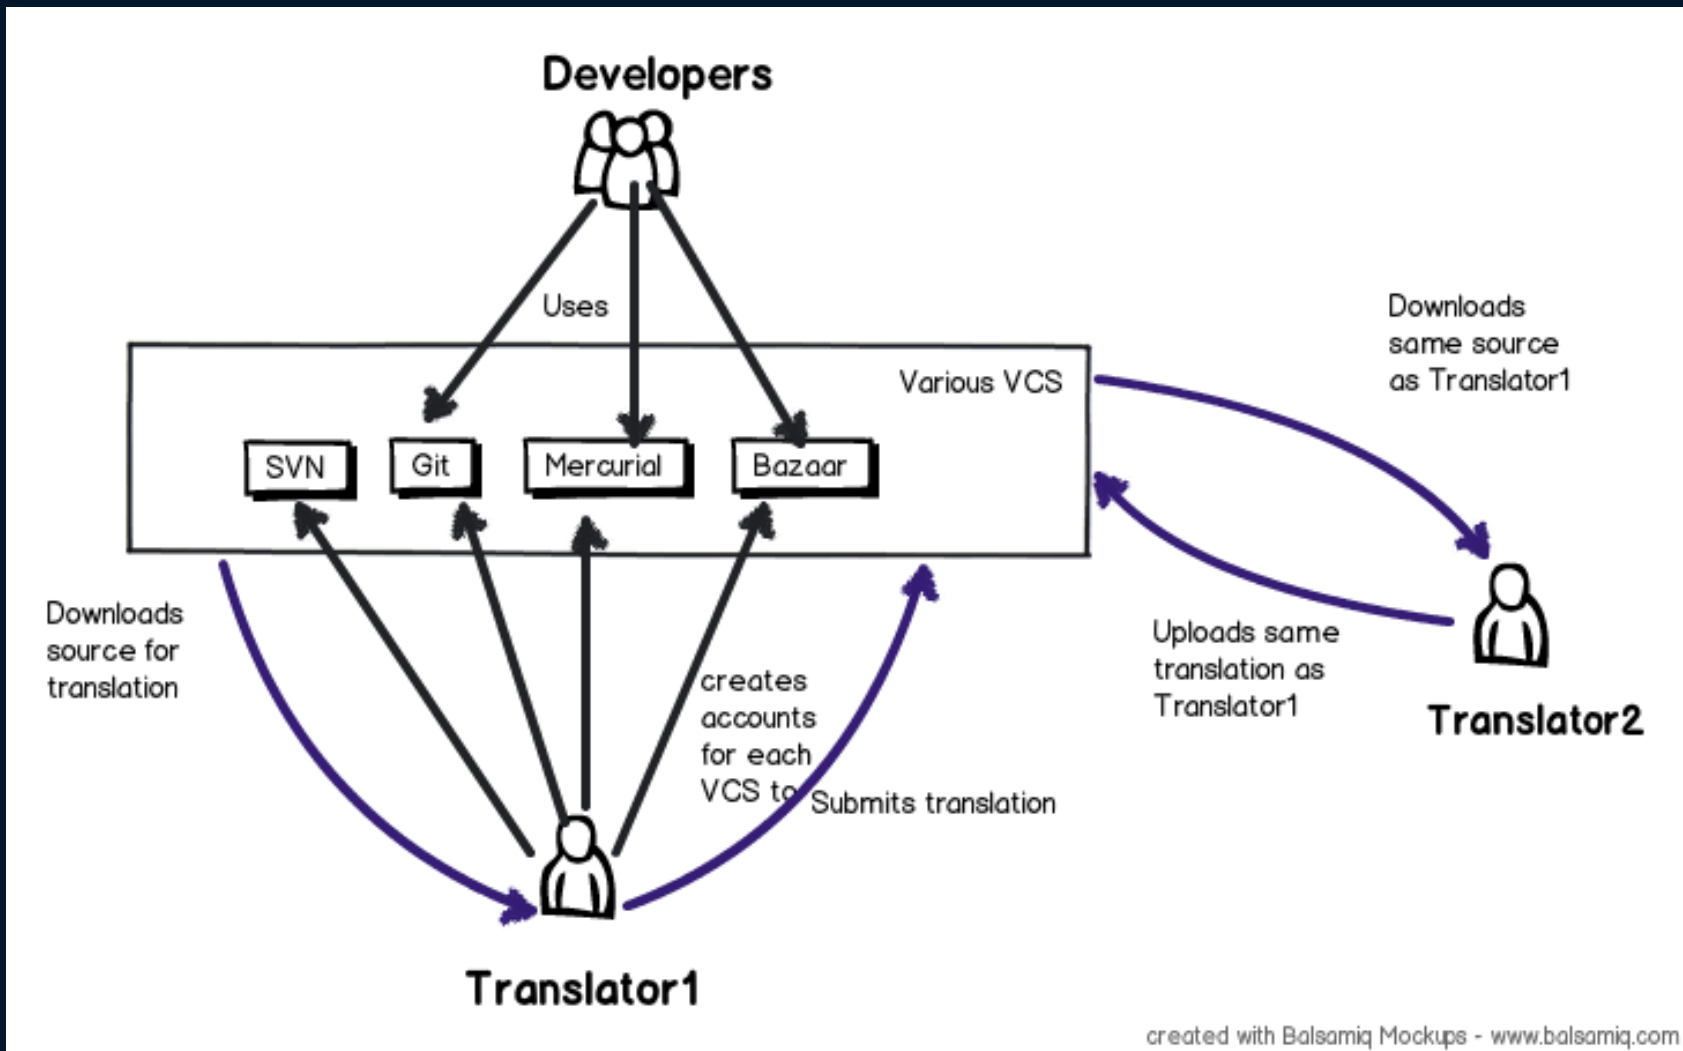 Developers
Uses
Various VCS
SVN
Git
Mercurial
Bazaar
Downloads
same source
as Translator1
Downloads
source for
translation
creates
accounts
for each
VCS to
Submits translation
Uploads same
translation as
Translator1
Translator2
Translator1
created with Balsamiq Mockups - www.balsamiq.com